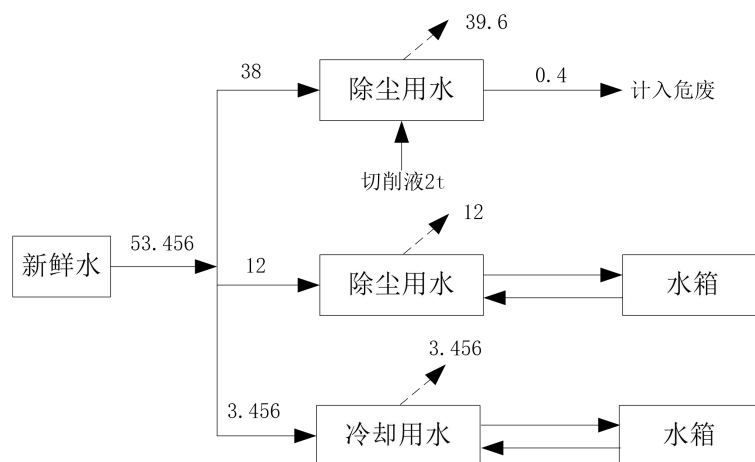 39.6
38
除尘用水
0.4
计入危废
切削液2t
12
新鲜水
53.456
12
除尘用水
水箱
3.456
3.456
冷却用水
水箱